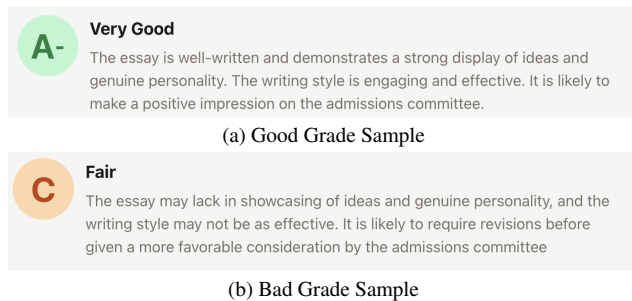 A-
Very Good
The essay is well-written and demonstrates a strong display of ideas and
genuine personality. The writing style is engaging and effective. It is likely to
make a positive impression on the admissions committee.
(a) Good Grade Sample
C
Fair
The essay may lack in showcasing of ideas and genuine personality, and the
writing style may not be as effective. It is likely to require revisions before
given a more favorable consideration by the admissions committee
(b) Bad Grade Sample